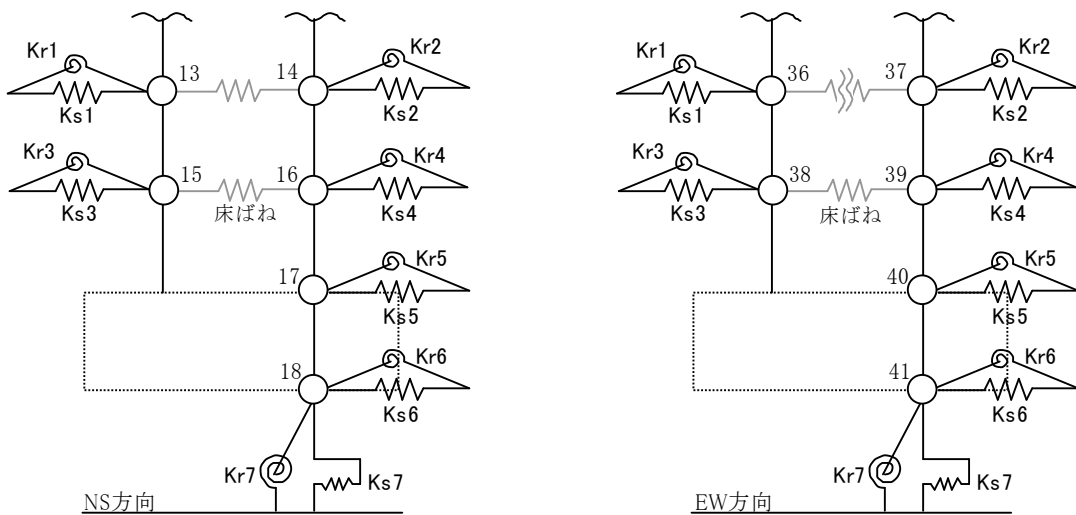 Kr1
13
14
Kr2
Ks1
Ks2
Kr3
15
16
Kr4
Ks3
床ばね
Ks4
17
Kr5
Ks5
18
Kr6
Ks6
Kr7
Ks7
NS方向
Kr1
36
37
Kr2
Ks1
Ks2
Kr3
38
39
Kr4
Ks3
床ばね
Ks4
40
Kr5
Ks5
41
Kr6
Ks6
Kr7
Ks7
EW方向